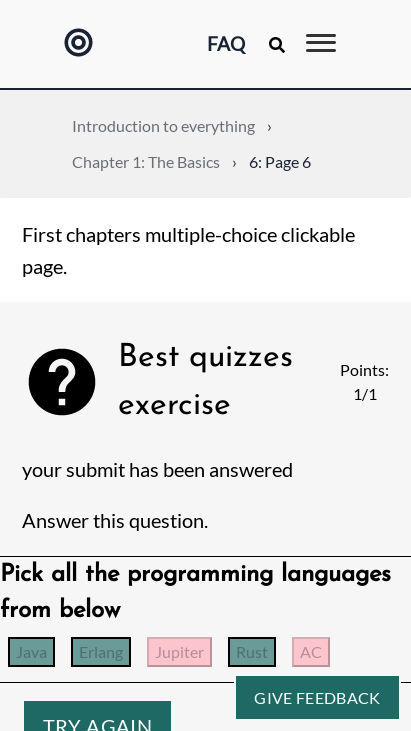 FAQ
Introduction to everything ›
Chapter 1: The Basics › 6: Page 6
First chapters multiple-choice clickable
page.
Best quizzes
exercise
Points:
1/1
your submit has been answered
Answer this question.
Pick all the programming languages
from below
Java Erlang Jupiter Rust AC
GIVE FEEDBACK
TRY AGAIN